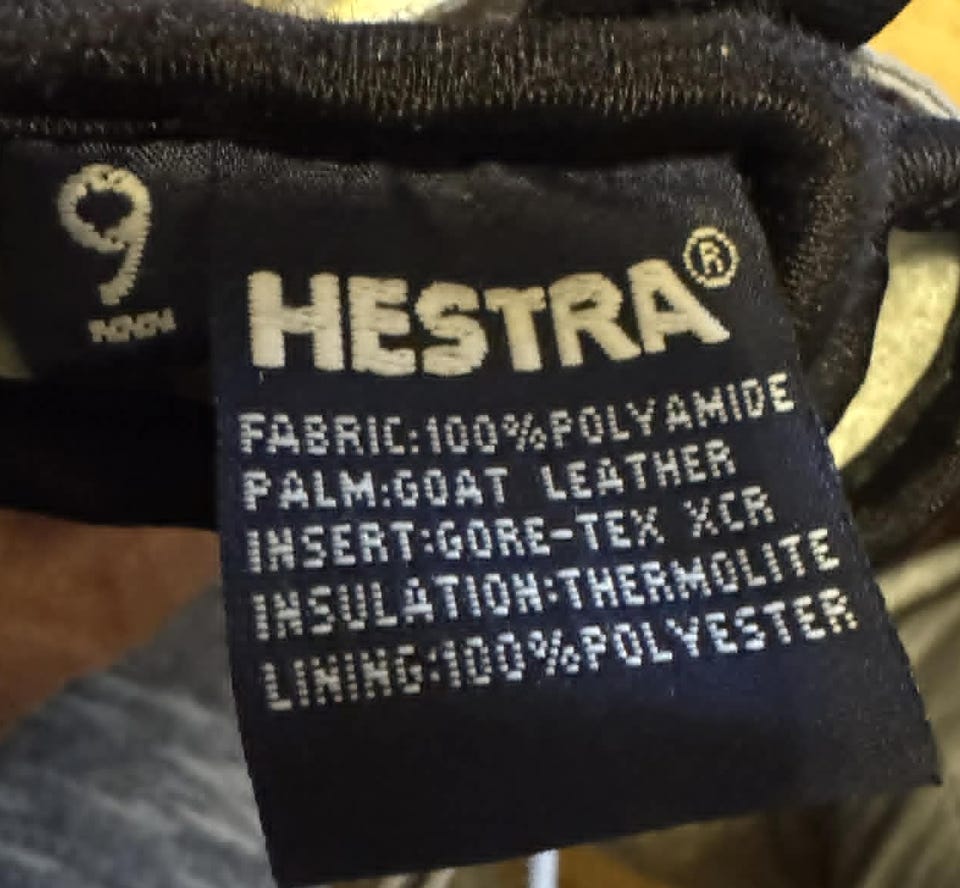 9
HESTRA®
FABRIC:100%POLYAMIDE
PALM:GOAT LEATHER
INSERT:GORE-TEX XCR
INSULATION:THERMOLITE
LINING:100%POLYESTER